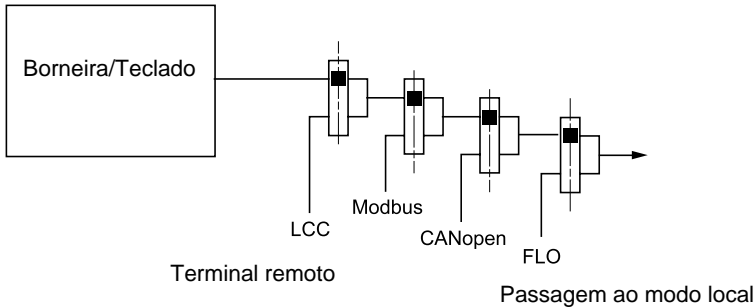 Borneira/Teclado
LCC
Modbus
CANopen
FLO
Terminal remoto
Passagem ao modo local